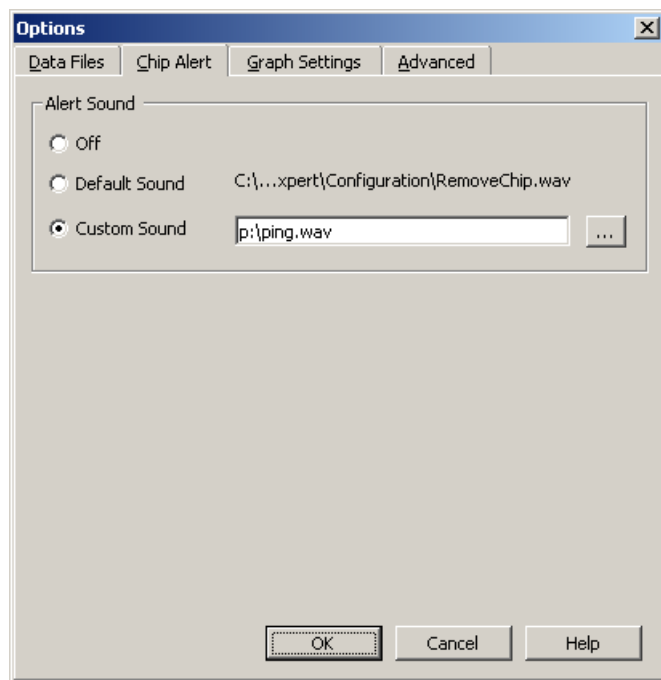 Options
Data Files Chip Alert Graph Settings Advanced
Alert Sound
Off
Default Sound C:\...xpert\Configuration\RemoveChip.wav
Custom Sound p:\ping.wav ...
OK Cancel Help